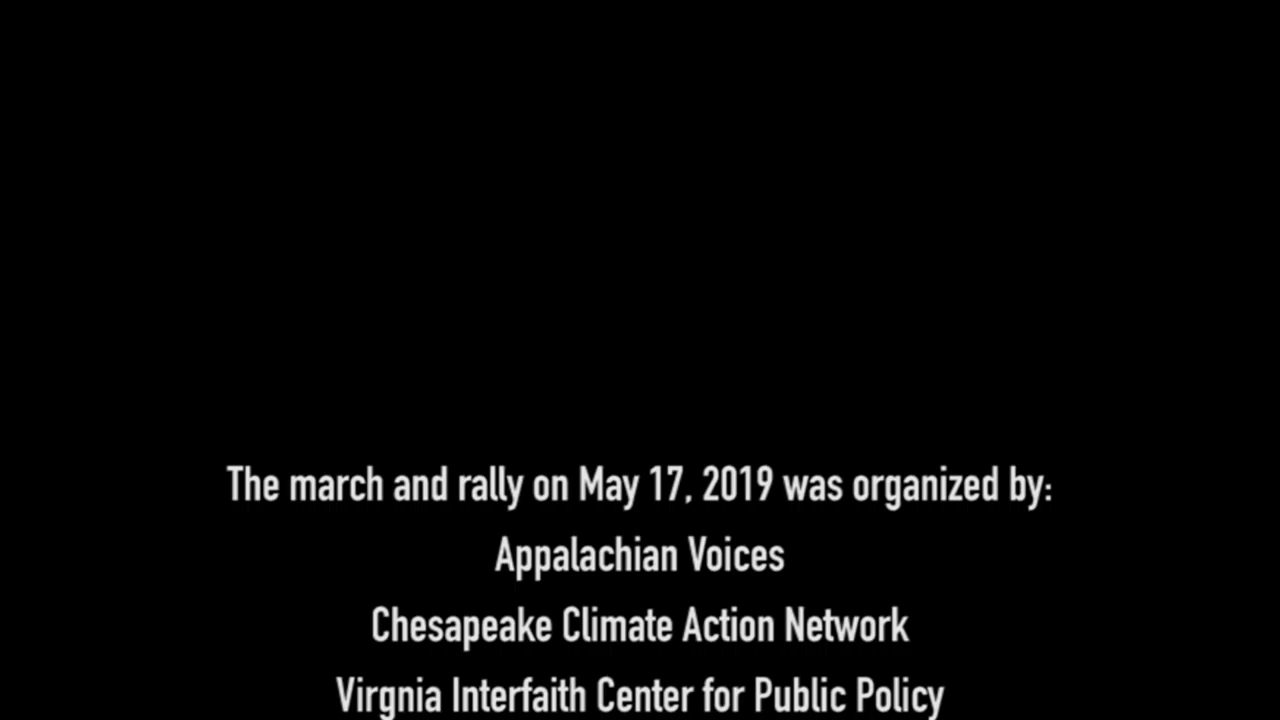 The march and rally on May 17, 2019 was organized by:
Appalachian Voices
Chesapeake Climate Action Network
Virgnia Interfaith Center for Public Policy